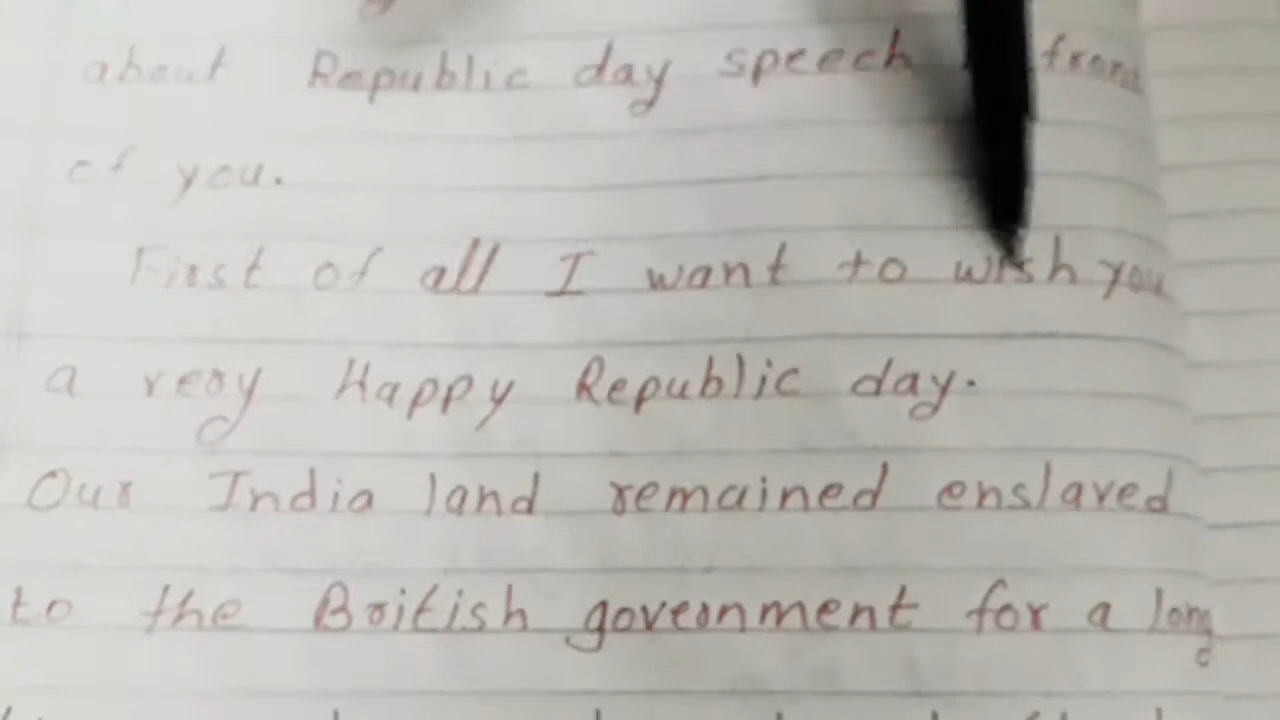 about Republic day speech front
of you.
First of all I want to wish you
a very Happy Republic day.
Our India land remained enslaved
to the British government for a long